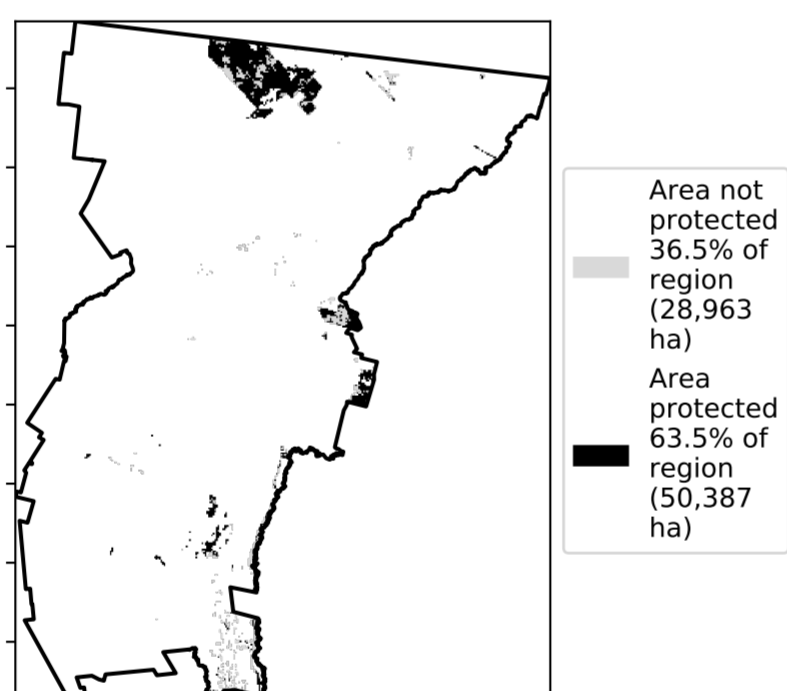 Area not
protected
36.5% of
region
(28,963
ha)
Area
protected
63.5% of
region
(50,387
ha)